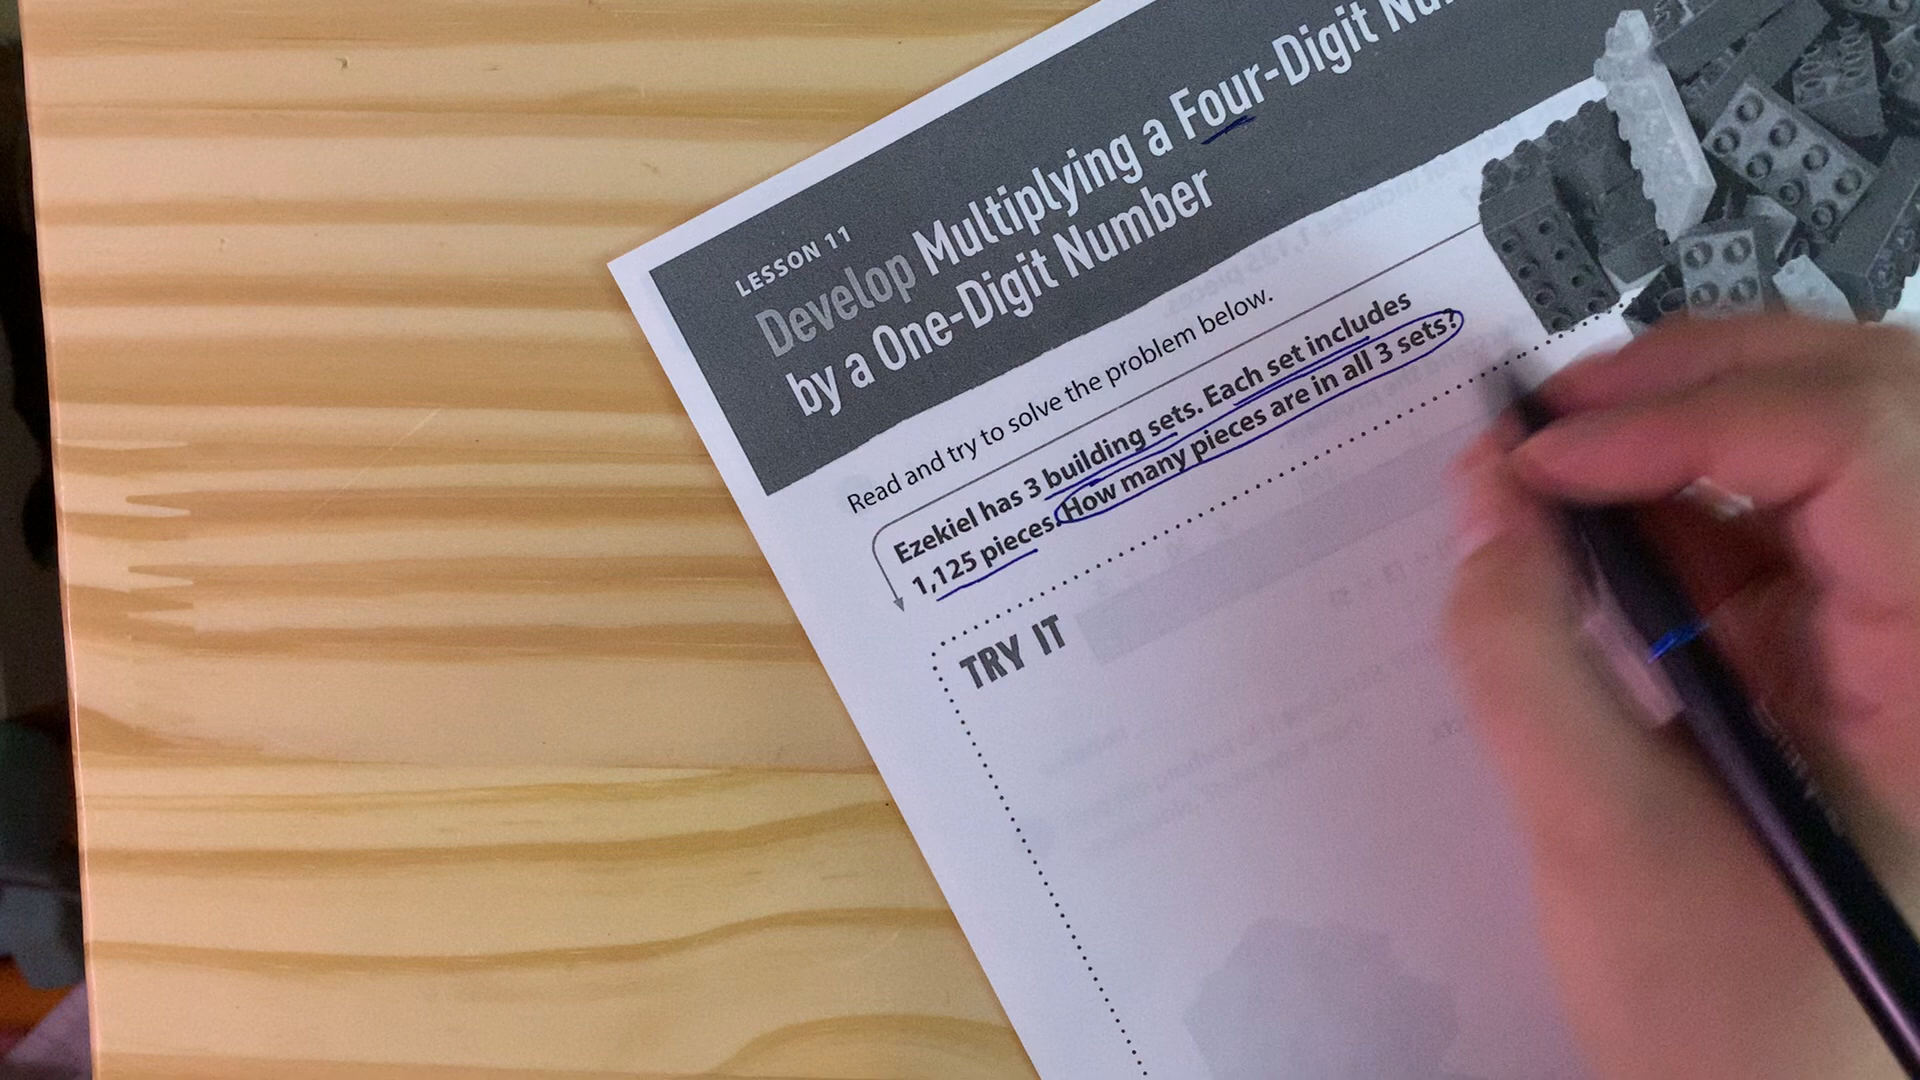 LESSON 11
Develop Multiplying a Four-Digit
by a One-Digit Number
Read and try to solve the problem below.
Ezekiel has 3 building sets. Each set includes
1,125 pieces. How many pieces are in all 3 sets?
TRY IT